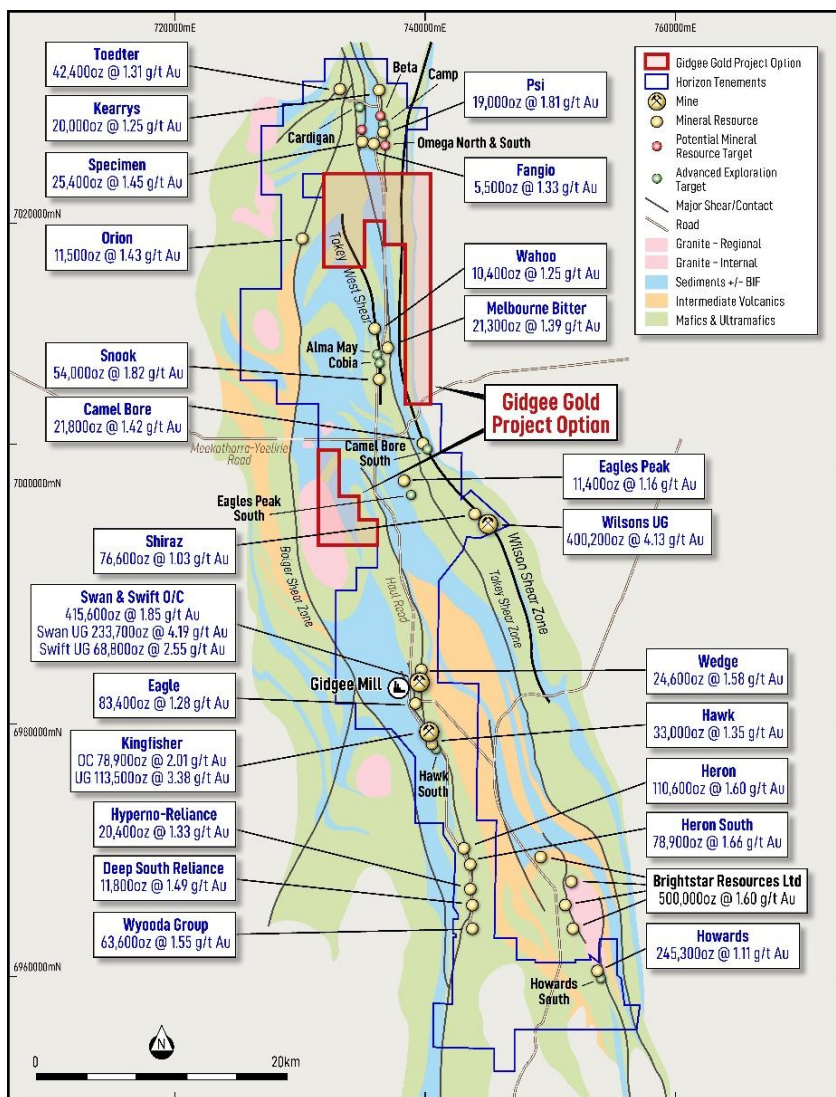 720000mE
740000mE
760000mE
7020000mN
7000000mN
6980000mN
6960000mN
Toedter
42,400oz @ 1.31 g/t Au
Kearrys
20,000oz @ 1.25 g/t Au
Specimen
25,400oz @ 1.45 g/t Au
Orion
11,500oz @ 1.43 g/t Au
Snook
54,000oz @ 1.82 g/t Au
Camel Bore
21,800oz @ 1.42 g/t Au
Shiraz
76,600oz @ 1.03 g/t Au
Swan & Swift O/C
415,600oz @ 1.85 g/t Au
Swan UG 233,700oz @ 4.19 g/t Au
Swift UG 68,800oz @ 2.55 g/t Au
Eagle
83,400oz @ 1.28 g/t Au
Kingfisher
OC 78,900oz @ 2.01 g/t Au
UG 113,500oz @ 3.38 g/t Au
Hyperno-Reliance
20,400oz @ 1.33 g/t Au
Deep South Reliance
11,800oz @ 1.49 g/t Au
Wyooda Group
63,600oz @ 1.55 g/t Au
Beta
Camp
Cardigan
Omega North & South
Psi
19,000oz @ 1.81 g/t Au
Fangio
5,500oz @ 1.33 g/t Au
Wahoo
10,400oz @ 1.25 g/t Au
Melbourne Bitter
21,300oz @ 1.39 g/t Au
Tokey West Shear
Alma May
Cobia
Gidgee Gold
Project Option
Camel Bore
South
Meekatharra-Yeelirie
Road
Eagles Peak
South
Eagles Peak
11,400oz @ 1.16 g/t Au
Wilsons UG
400,200oz @ 4.13 g/t Au
Bolger Shear Zone
Haul Road
Tokey Shear Zone
Wilson Shear Zone
Gidgee Mill
Hawk
South
Wedge
24,600oz @ 1.58 g/t Au
Hawk
33,000oz @ 1.35 g/t Au
Heron
110,600oz @ 1.60 g/t Au
Heron South
78,900oz @ 1.66 g/t Au
Brightstar Resources Ltd
500,000oz @ 1.60 g/t Au
Howards
245,300oz @ 1.11 g/t Au
Howards
South
Gidgee Gold Project Option
Horizon Tenements
Mine
Mineral Resource
Potential Mineral
Resource Target
Advanced Exploration
Target
Major Shear/Contact
Road
Granite - Regional
Granite - Internal
Sediments +/- BIF
Intermediate Volcanics
Mafics & Ultramafics
N
0
20km